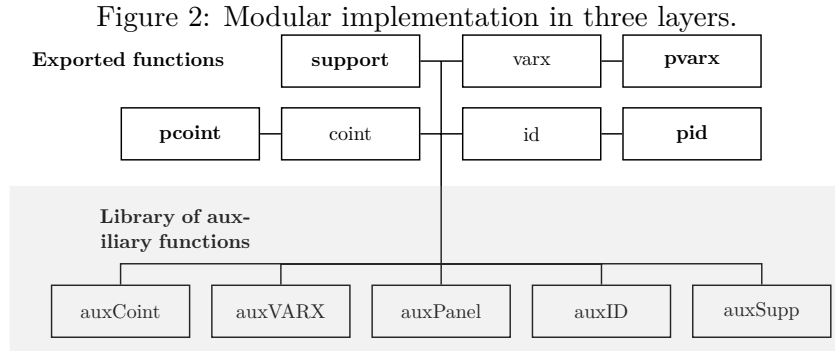 Figure 2: Modular implementation in three layers.
Exported functions
support
varx
pvarx
pcoint
coint
id
pid
Library of aux-
iliary functions
auxCoint
auxVARX
auxPanel
auxID
auxSupp